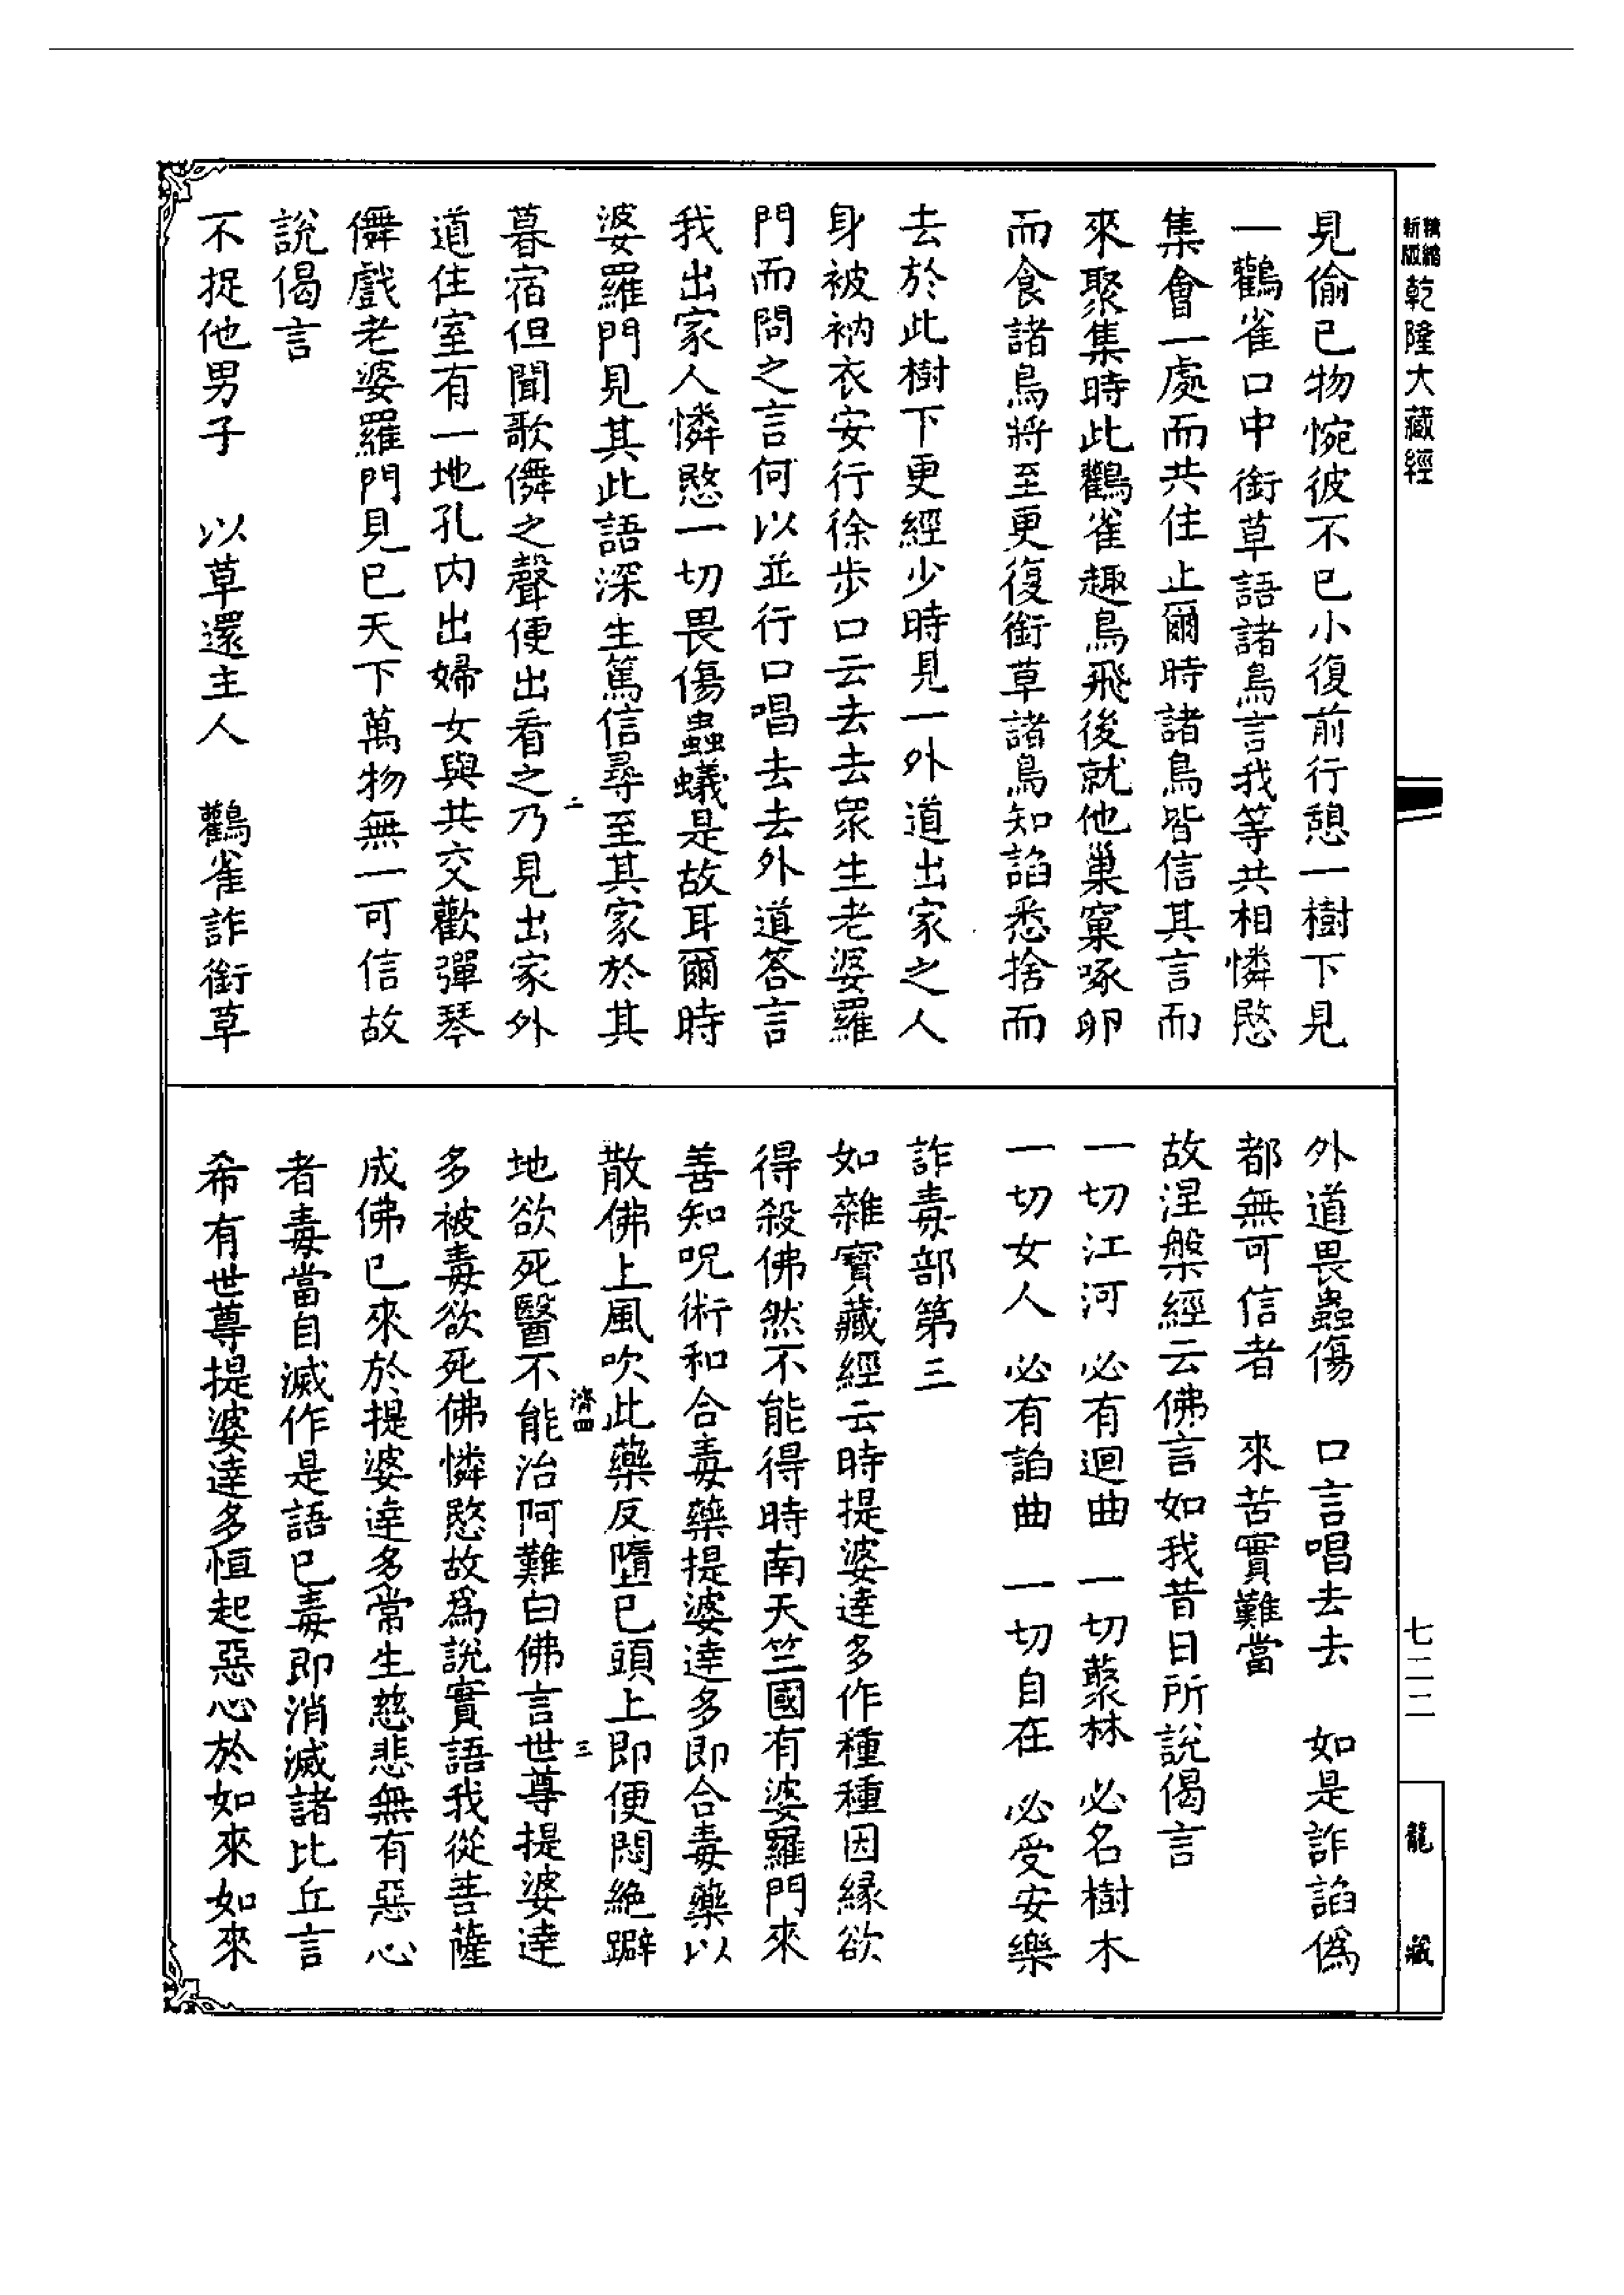 精縮新版乾隆大藏經
見偷已物惋彼不已小復前行憩一樹下見
一鸛雀口中銜草語諸鳥言我等共相憐愍
集會一處而共住止爾時諸鳥皆信其言而
來聚集時此鸛雀趣鳥飛後就他巢窠啄卵
而食諸鳥將至更復銜草諸鳥知諂悉捨而
去於此樹下更經少時見一外道出家之人
身被衲衣安行徐步口云去去眾生老婆羅
門而問之言何以並行口唱去去外道答言
我出家人憐愍一切畏傷蟲蟻是故耳爾時
婆羅門見其此語深生篤信尋至其家於其
二
暮宿但聞歌儛之聲便出看之乃見出家外
道住室有一地孔內出婦女與共交歡彈琴
儛戲老婆羅門見已天下萬物無一可信故
說偈言
不捉他男子 以草還主人 鸛雀詐銜草
外道畏蟲傷 口言唱去去 如是詐諂偽
都無可信者 來苦實難當
故涅槃經云佛言如我昔日所說偈言
一切江河 必有迴曲 一切藂林 必名樹木
一切女人 必有諂曲 一切自在 必受安樂
詐毒部第三
如雜寶藏經云時提婆達多作種種因緣欲
得殺佛然不能得時南天竺國有婆羅門來
善知呪術和合毒藥提婆達多即合毒藥以
散佛上風吹此藥反墮已頭上即便悶絕躃
濟四 三
地欲死醫不能治阿難白佛言世尊提婆達
多被毒欲死佛憐愍故為說實語我從菩薩
成佛已來於提婆達多常生慈悲無有惡心
者毒當自滅作是語已毒即消滅諸比丘言
希有世尊提婆達多恒起惡心於如來如來
七二二
龍藏